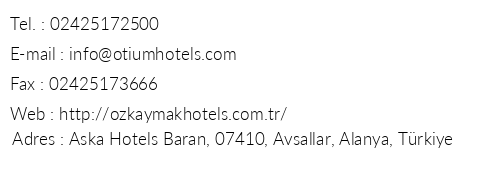 Tel. : 02425172500
E-mail : info@otiumhotels.com
Fax : 02425173666
Web : http://ozkaymakhotels.com.tr/
Adres : Aska Hotels Baran, 07410, Avsallar, Alanya, Türkiye